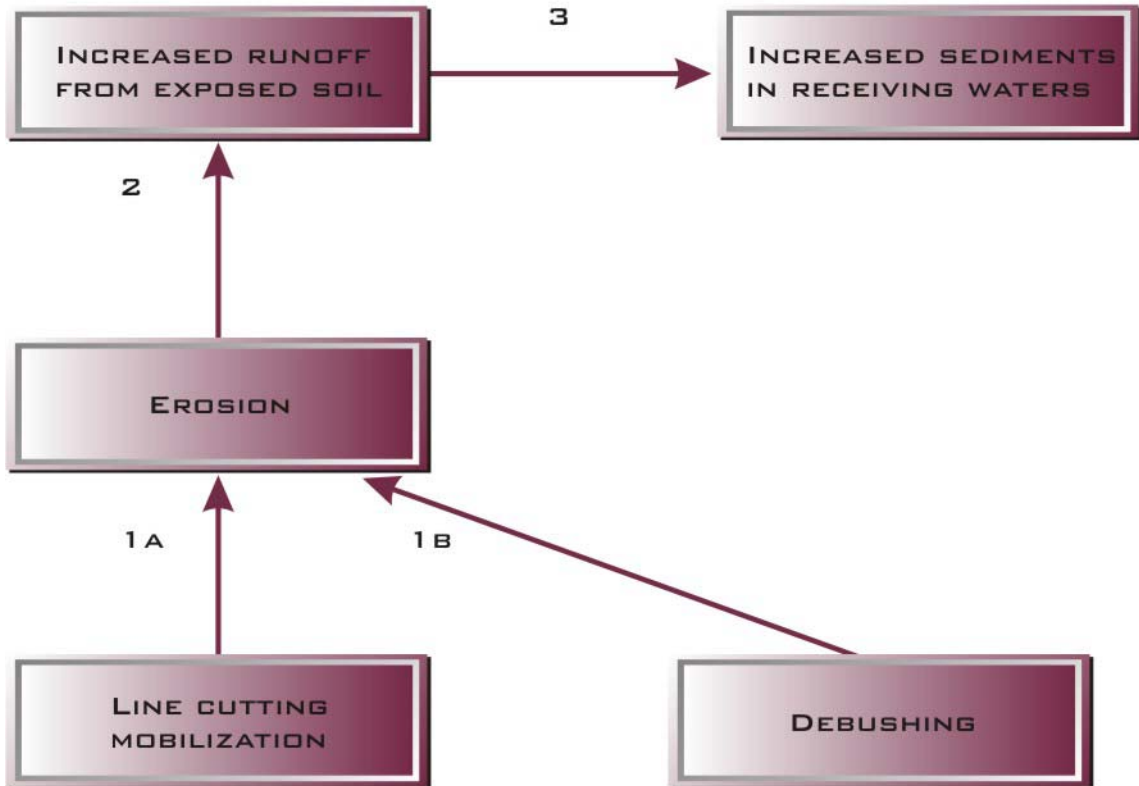 INCREASED RUNOFF
FROM EXPOSED SOIL
3
INCREASED SEDIMENTS
IN RECEIVING WATERS
2
EROSION
1A
1B
LINE CUTTING
MOBILIZATION
DEBUSHING